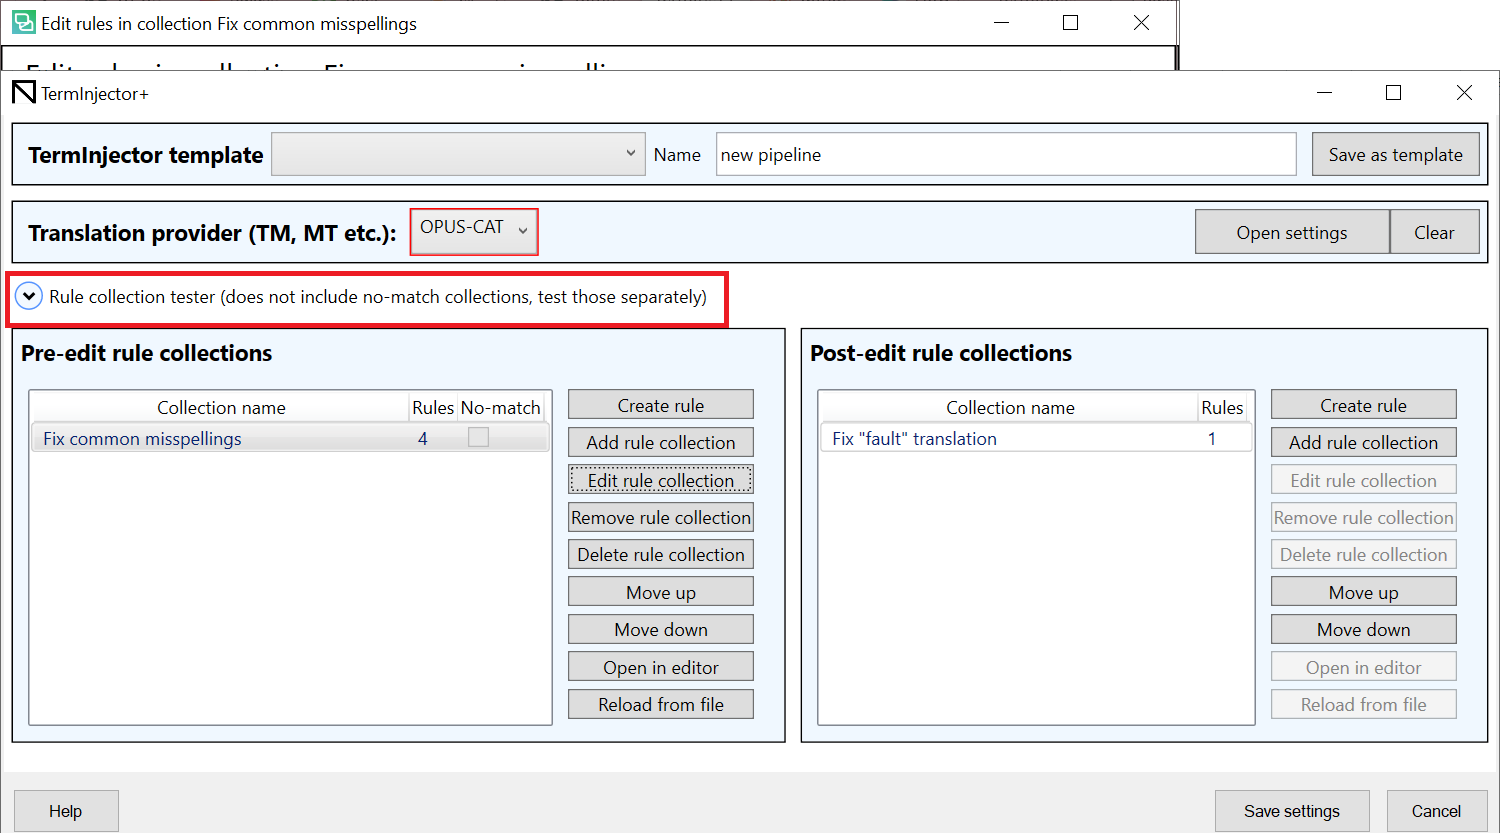 Edit rules in collection Fix common misspellings
TermInjector+
TermInjector template
Name
new pipeline
Save as template
Translation provider (TM, MT etc.):
OPUS-CAT
Open settings
Clear
Rule collection tester (does not include no-match collections, test those separately)
Pre-edit rule collections
Collection name
Rules
No-match
Fix common misspellings
4
Create rule
Add rule collection
Edit rule collection
Remove rule collection
Delete rule collection
Move up
Move down
Open in editor
Reload from file
Post-edit rule collections
Collection name
Rules
Fix "fault" translation
1
Create rule
Add rule collection
Edit rule collection
Remove rule collection
Delete rule collection
Move up
Move down
Open in editor
Reload from file
Help
Save settings
Cancel